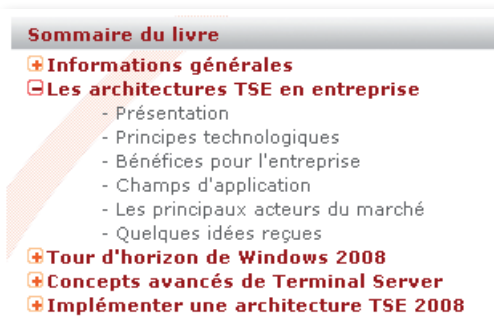 Sommaire du livre
Informations générales
Les architectures TSE en entreprise
- Présentation
- Principes technologiques
- Bénéfices pour l'entreprise
- Champs d'application
- Les principaux acteurs du marché
- Quelques idées reçues
Tour d'horizon de Windows 2008
Concepts avancés de Terminal Server
Implémenter une architecture TSE 2008